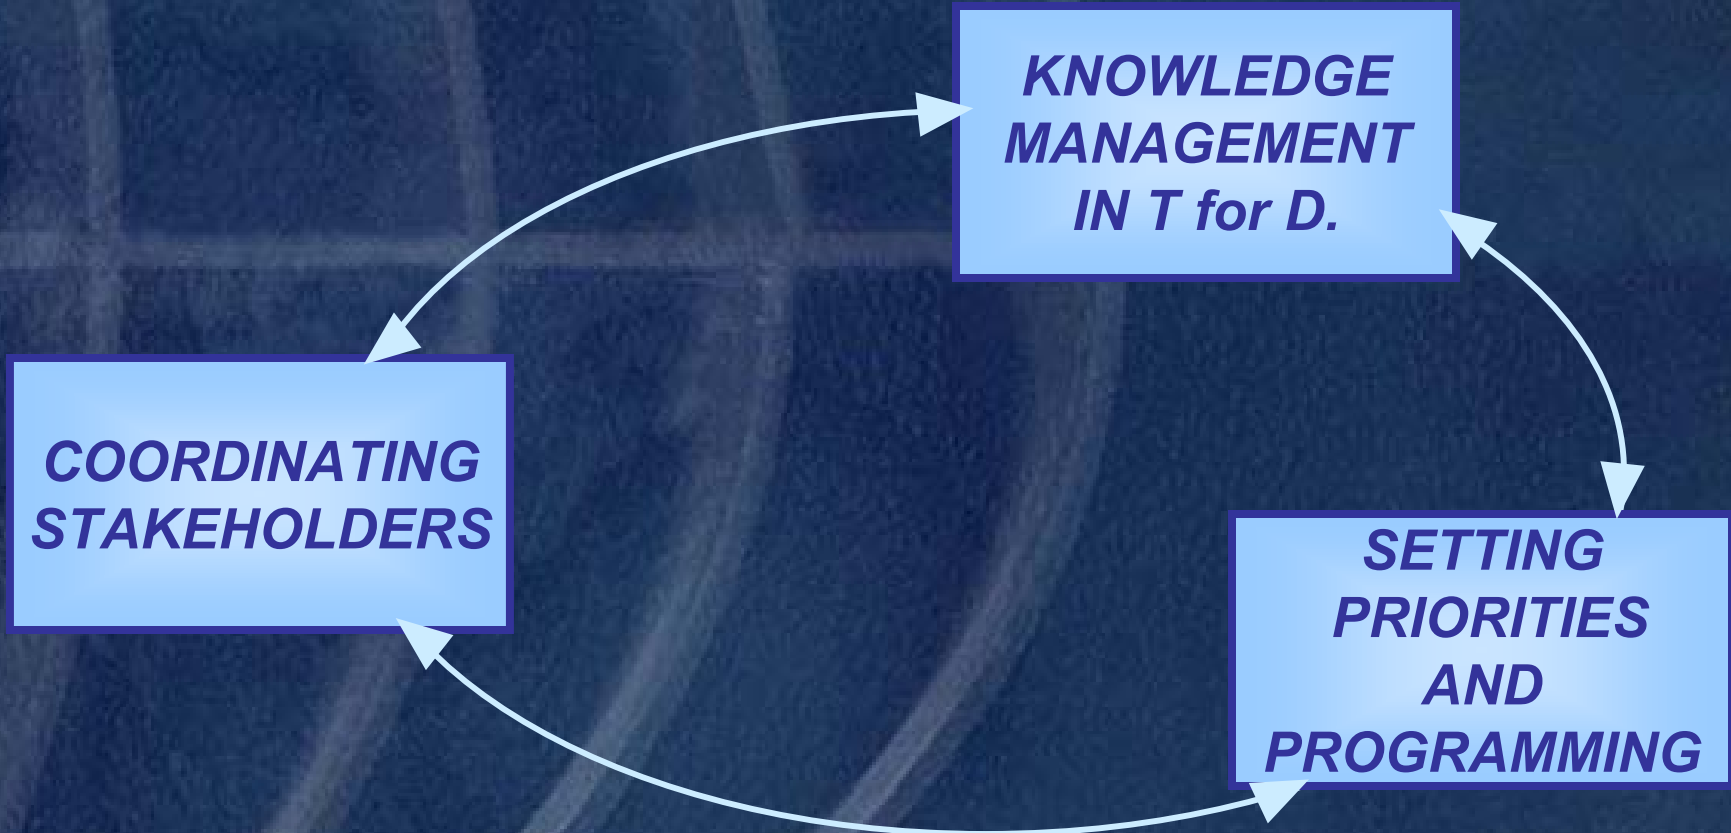 KNOWLEDGE
MANAGEMENT
IN T for D.
COORDINATING
STAKEHOLDERS
SETTING
PRIORITIES
AND
PROGRAMMING